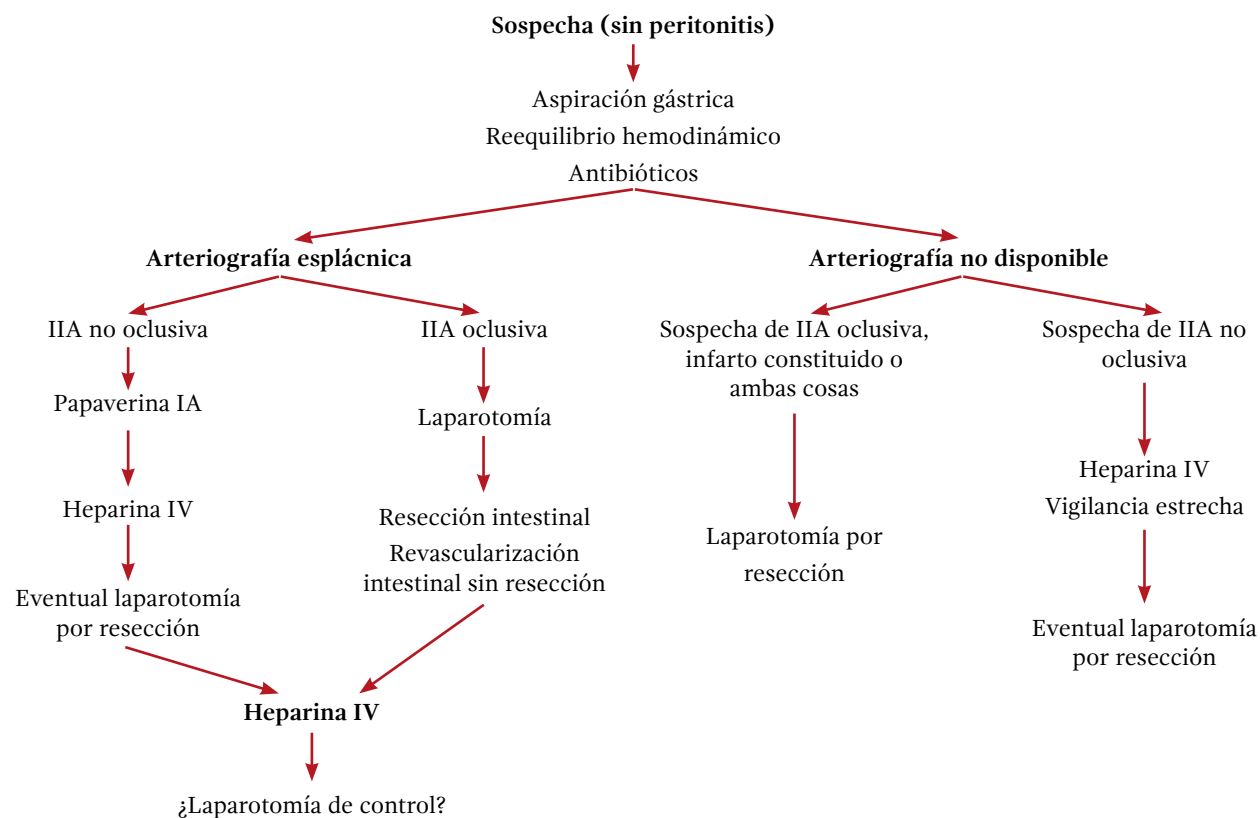 Sospecha (sin peritonitis)
Aspiración gástrica
Reequilibrio hemodinámico
Antibióticos
Arteriografía esplácnica
Arteriografía no disponible
IIA no oclusiva
Papaverina IA
Heparina IV
Eventual laparotomía
por resección
IIA oclusiva
Laparotomía
Resección intestinal
Revascularización
intestinal sin resección
Heparina IV
¿Laparotomía de control?
Sospecha de IIA oclusiva,
infarto constituido o
ambas cosas
Laparotomía por
resección
Sospecha de IIA no
oclusiva
Heparina IV
Vigilancia estrecha
Eventual laparotomía
por resección